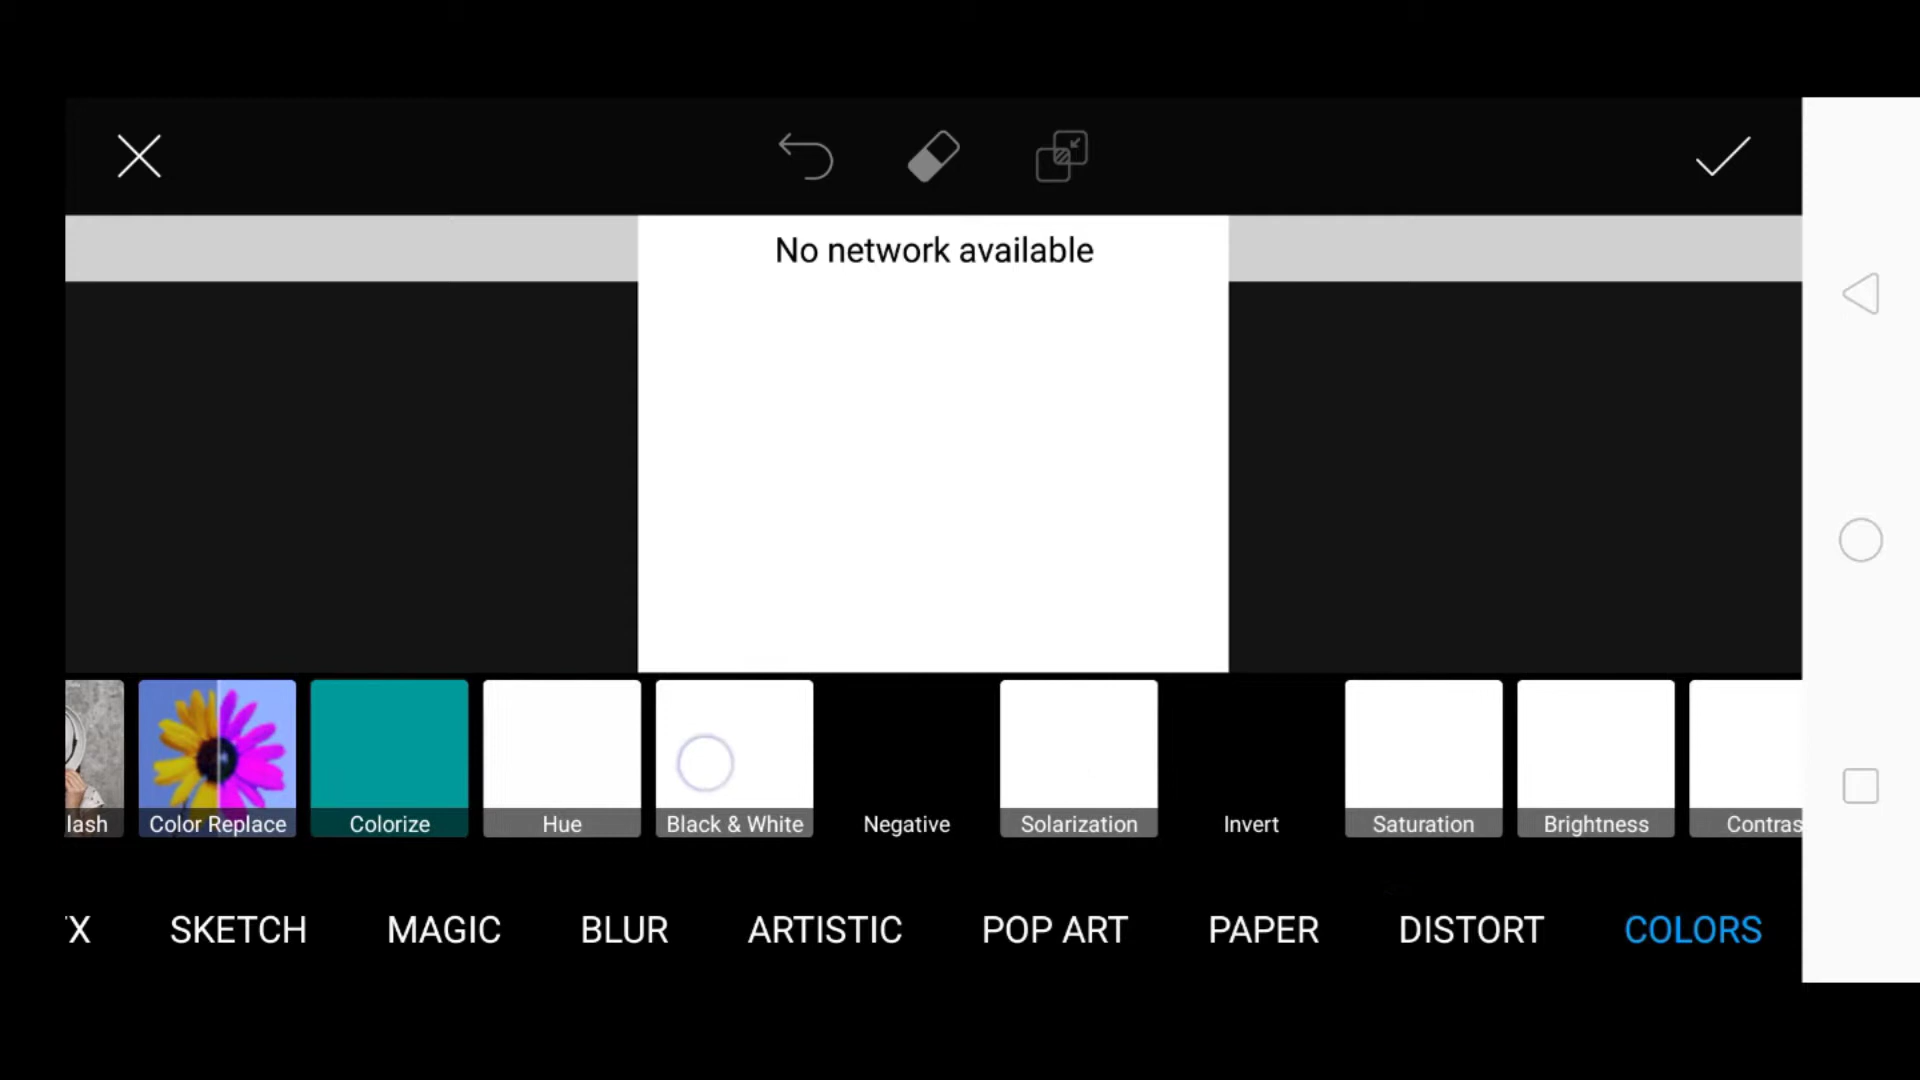 No network available
lash
Color Replace
Colorize
Hue
Black & White
Negative
Solarization
Invert
Saturation
Brightness
Contras
X
SKETCH
MAGIC
BLUR
ARTISTIC
POP ART
PAPER
DISTORT
COLORS